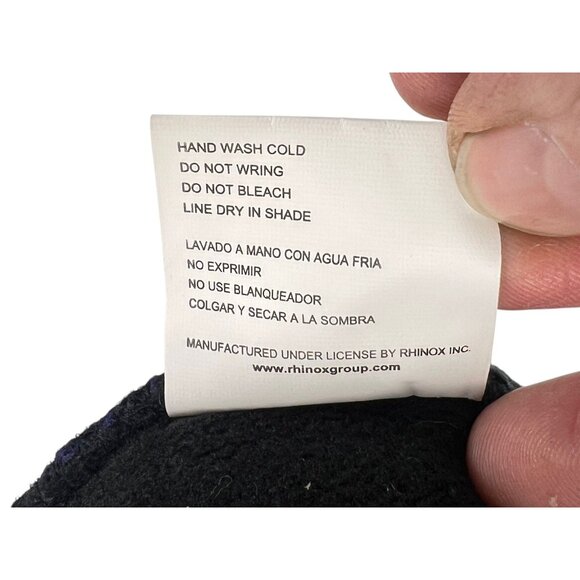 HAND WASH COLD
DO NOT WRING
DO NOT BLEACH
LINE DRY IN SHADE
LAVADO A MANO CON AGUA FRIA
NO EXPRIMIR
NO USE BLANQUEADOR
COLGAR Y SECAR A LA SOMBRA
MANUFACTURED UNDER LICENSE BY RHINOX INC.
www.rhinoxgroup.com